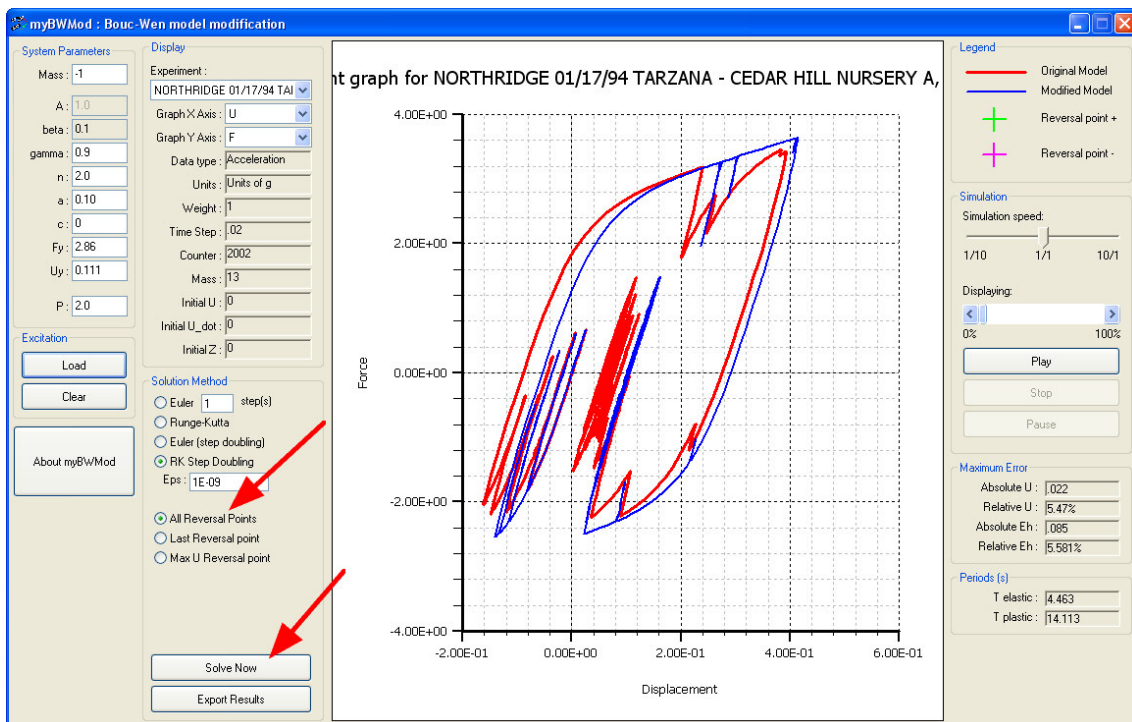 myBWMod : Bouc-Wen model modification
System Parameters
Mass : -1
A : 1.0
beta : 0.1
gamma : 0.9
n : 2.0
a : 0.10
c : 0
Fy : 2.86
Uy : 0.111
P : 2.0
Excitation
Load
Clear
About myBWMod
Display
Experiment :
NORTHRIDGE 01/17/94 TAI
Graph X Axis : U
Graph Y Axis : F
Data type : Acceleration
Units : Units of g
Weight : 1
Time Step : .02
Counter : 2002
Mass : 13
Initial U : 0
Initial U_dot : 0
Initial Z : 0
Solution Method
Euler 1 step(s)
Runge-Kutta
Euler (step doubling)
RK Step Doubling
Eps : 1E-09
All Reversal Points
Last Reversal point
Max U Reversal point
Solve Now
Export Results
nt graph for NORTHRIDGE 01/17/94 TARZANA - CEDAR HILL NURSERY A,
4.00E+00
2.00E+00
0.00E+00
-2.00E+00
-4.00E+00
Force
-2.00E-01 0.00E+00 2.00E-01 4.00E-01 6.00E-01
Displacement
Legend
Original Model
Modified Model
Reversal point +
Reversal point -
Simulation
Simulation speed:
1/10 1/1 10/1
Displaying:
0% 100%
Play
Stop
Pause
Maximum Error
Absolute U : .022
Relative U : 5.47%
Absolute Eh : .085
Relative Eh : 5.581%
Periods (s)
T elastic : 4.463
T plastic : 14.113